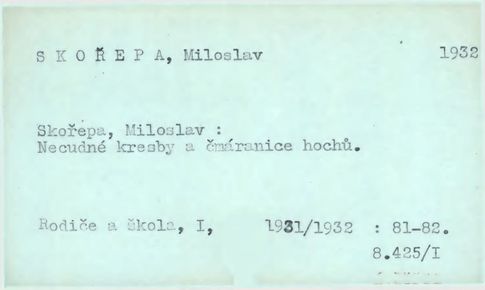 S K O Ř E P A, Miloslav 1932
Skořepa, Miloslav :
Necudné kresby a čmáranice hochů.
Rodiče a škola, I, 1931/1932 : 81-82.
8.425/I